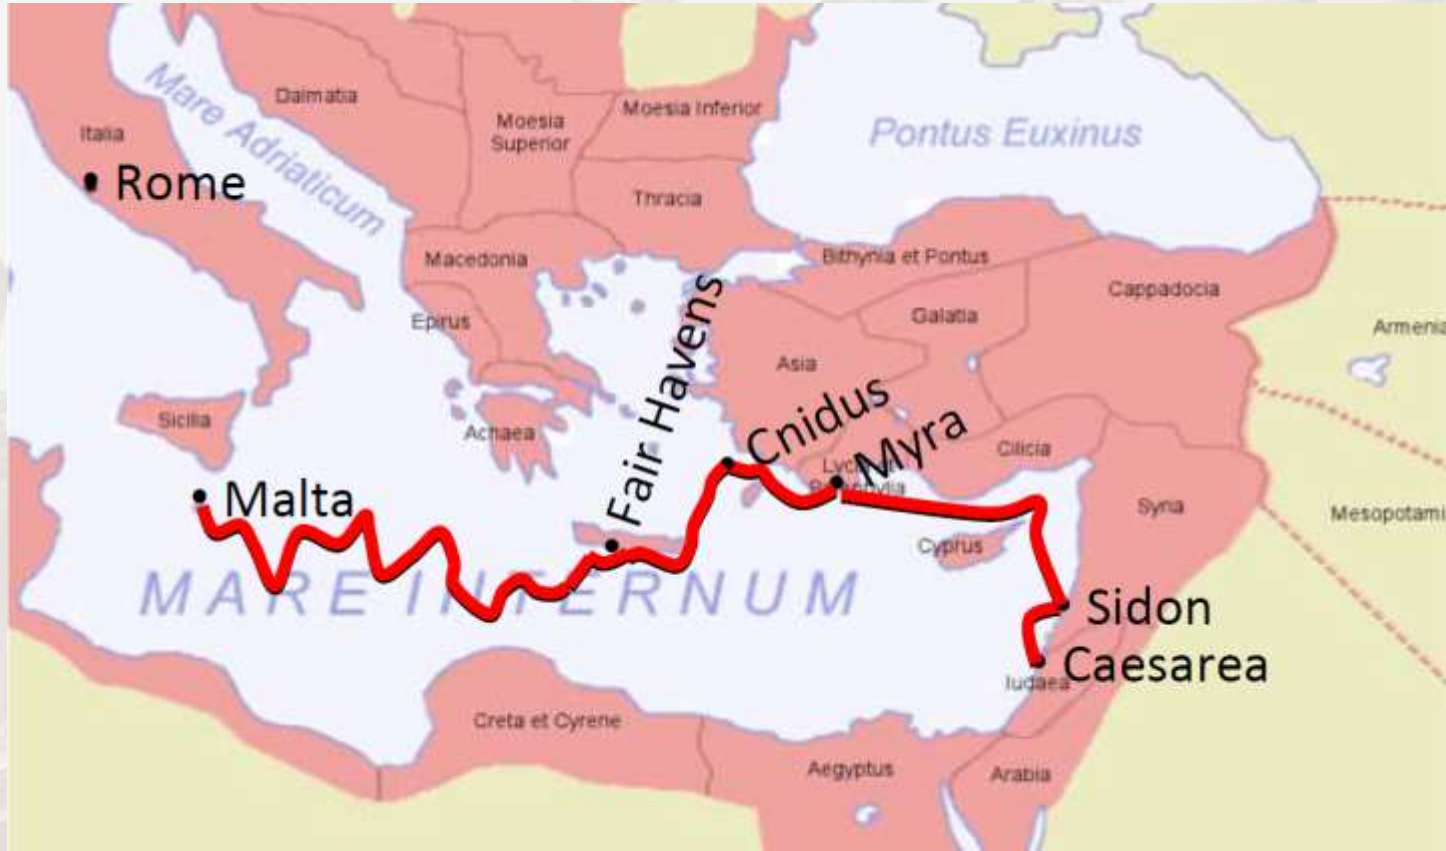 Dalmatia
Moesia Inferior
Moesia
Superior
Mare Adriaticum
Italia
Pontus Euxinus
Rome
Thracia
Macedonia
Bithynia et Pontus
Cappadocia
Galatia
Epirus
Armenia
Asia
Fair Havens
Cnidus
Sicilia
Achaea
Myra
Cilicia
Malta
Syria
Mesopotami
Cyprus
MARE INTERNUM
Sidon
Caesarea
Iudaea
Creta et Cyrene
Aegyptus
Arabia